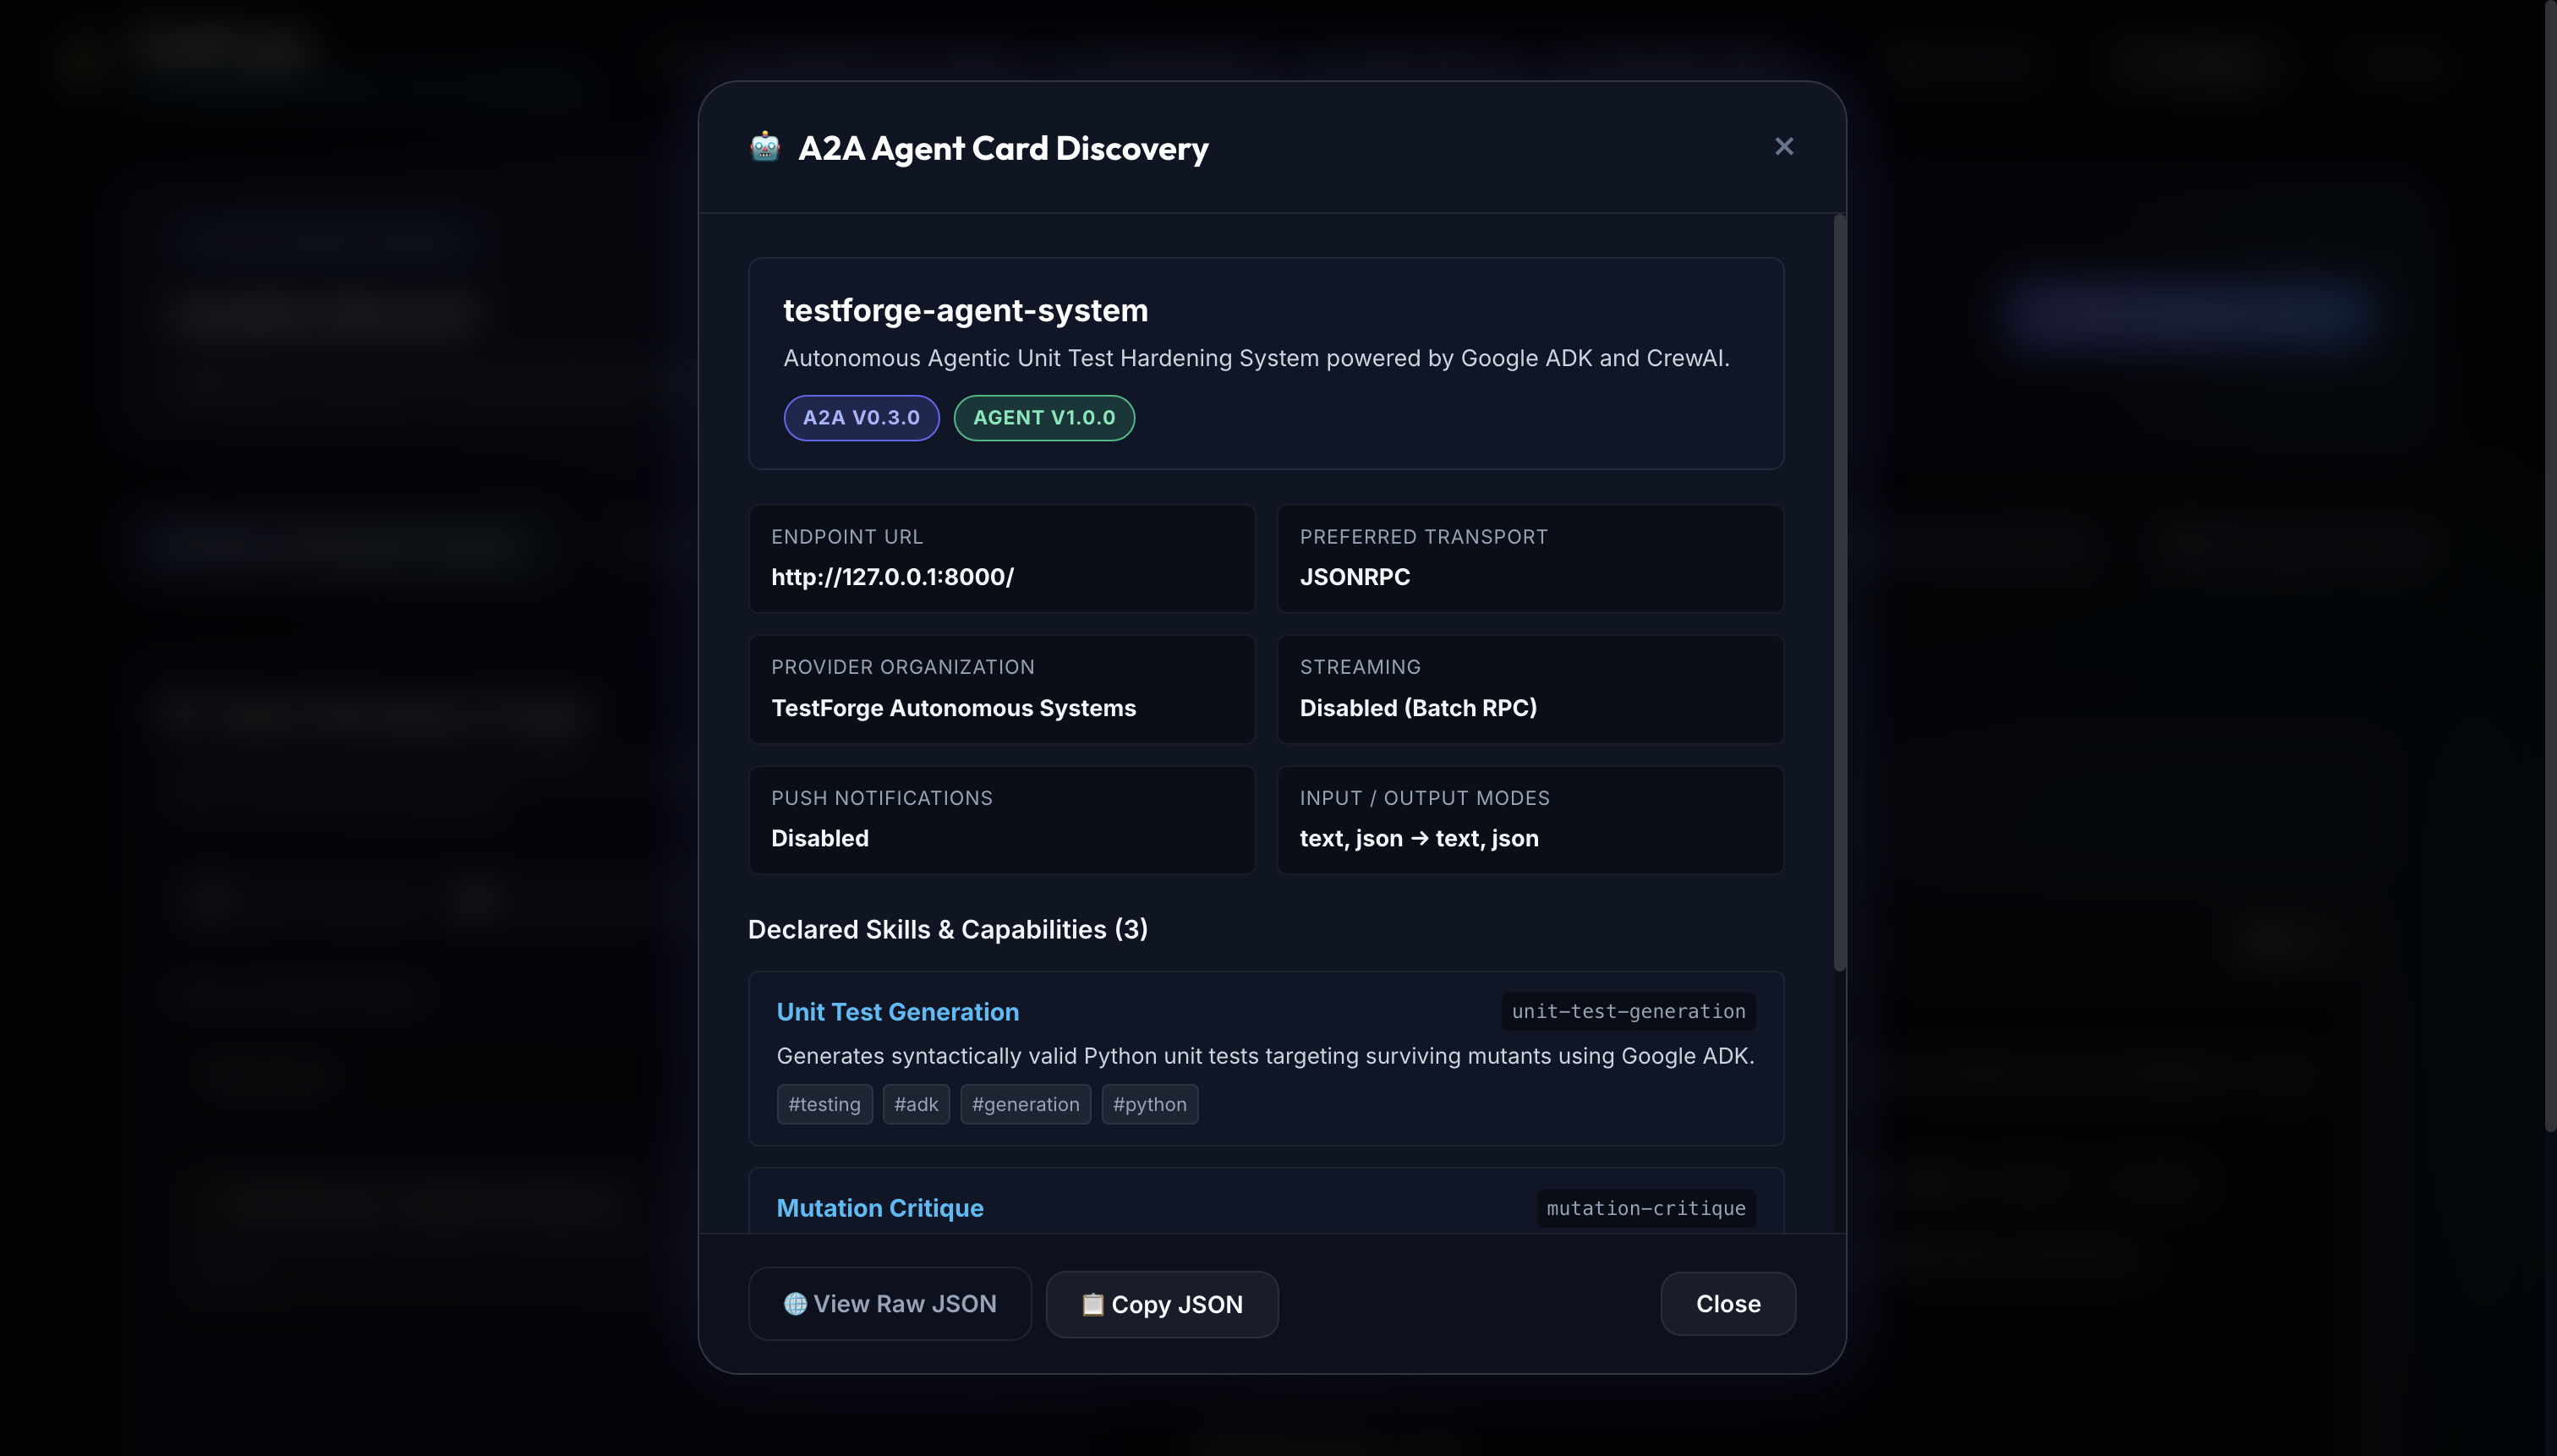 A2A Agent Card Discovery
testforge-agent-system
Autonomous Agentic Unit Test Hardening System powered by Google ADK and CrewAI.
A2A V0.3.0 AGENT V1.0.0
ENDPOINT URL
http://127.0.0.1:8000/
PREFERRED TRANSPORT
JSONRPC
PROVIDER ORGANIZATION
TestForge Autonomous Systems
STREAMING
Disabled (Batch RPC)
PUSH NOTIFICATIONS
Disabled
INPUT / OUTPUT MODES
text, json → text, json
Declared Skills & Capabilities (3)
Unit Test Generation unit-test-generation
Generates syntactically valid Python unit tests targeting surviving mutants using Google ADK.
#testing #adk #generation #python
Mutation Critique mutation-critique
View Raw JSON Copy JSON Close